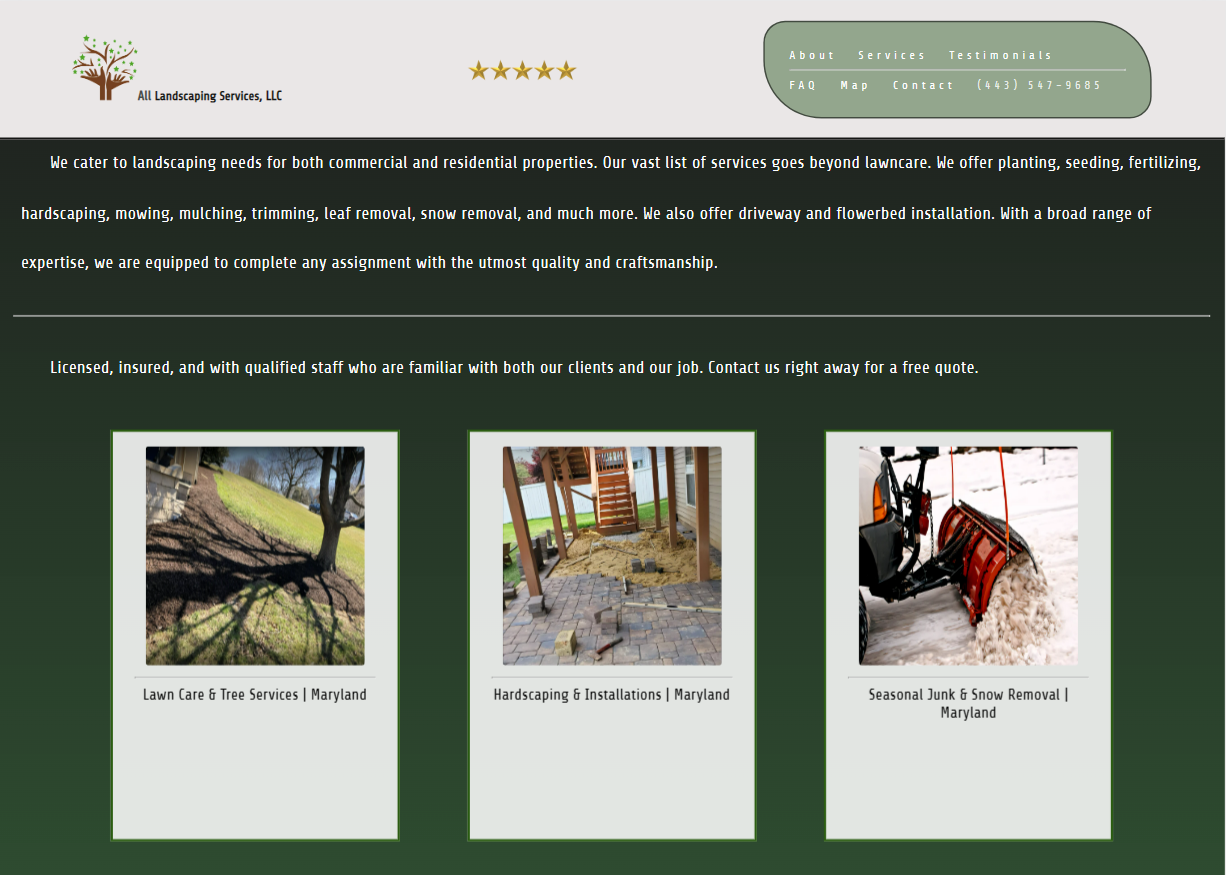 All Landscaping Services, LLC
About Services Testimonials
FAQ Map Contact (443) 547-9685
We cater to landscaping needs for both commercial and residential properties. Our vast list of services goes beyond lawncare. We offer planting, seeding, fertilizing,
hardscaping, mowing, mulching, trimming, leaf removal, snow removal, and much more. We also offer driveway and flowerbed installation. With a broad range of
expertise, we are equipped to complete any assignment with the utmost quality and craftsmanship.
Licensed, insured, and with qualified staff who are familiar with both our clients and our job. Contact us right away for a free quote.
Lawn Care & Tree Services | Maryland
Hardscaping & Installations | Maryland
Seasonal Junk & Snow Removal |
Maryland